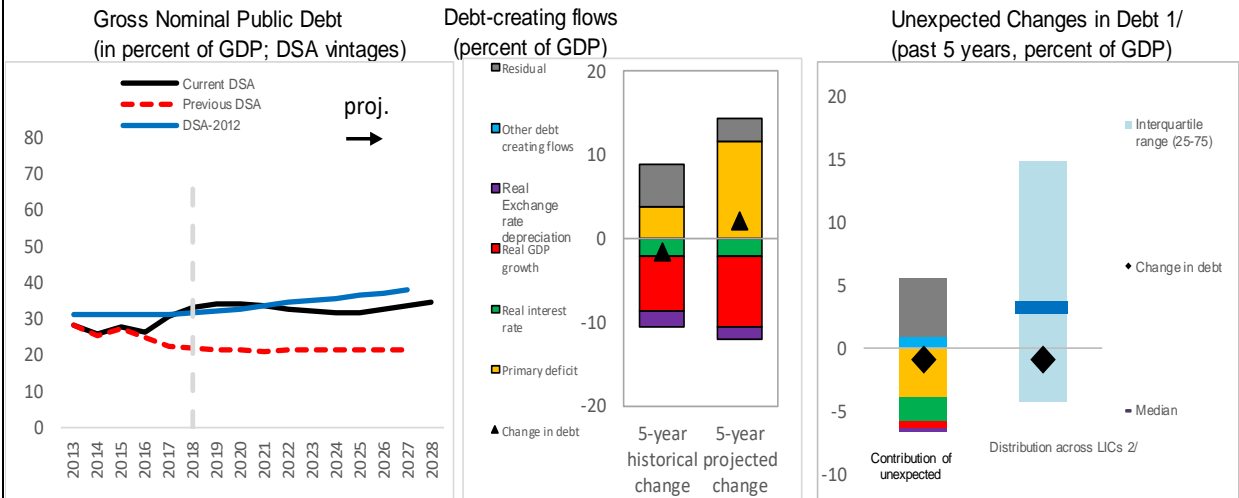 Gross Nominal Public Debt
(in percent of GDP; DSA vintages)
Current DSA
Previous DSA
DSA-2012
proj.
80
70
60
50
40
30
20
10
0
2013
2014
2015
2016
2017
2018
2019
2020
2021
2022
2023
2024
2025
2026
2027
2028
Debt-creating flows
(percent of GDP)
Residual
Other debt
creating flows
Real
Exchange
rate
depreciation
Real GDP
growth
Real interest
rate
Primary deficit
Change in debt
20
10
0
-10
-20
5-year
historical
change
5-year
projected
change
Unexpected Changes in Debt 1/
(past 5 years, percent of GDP)
20
15
10
5
0
-5
-10
Interquartile
range (25-75)
Change in debt
Median
Contribution of
unexpected
Distribution across LICs 2/